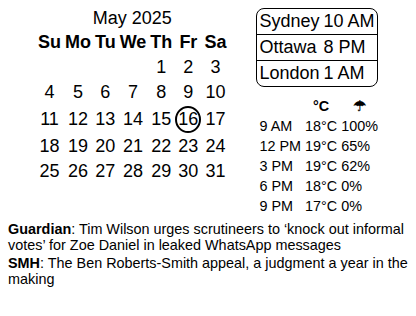 May 2025
Su Mo Tu We Th Fr Sa
1 2 3
4 5 6 7 8 9 10
11 12 13 14 15 16 17
18 19 20 21 22 23 24
25 26 27 28 29 30 31
Sydney 10 AM
Ottawa 8 PM
London 1 AM
°C ☂
9 AM 18°C 100%
12 PM 19°C 65%
3 PM 19°C 62%
6 PM 18°C 0%
9 PM 17°C 0%
Guardian: Tim Wilson urges scrutineers to ‘knock out informal
votes’ for Zoe Daniel in leaked WhatsApp messages
SMH: The Ben Roberts-Smith appeal, a judgment a year in the
making